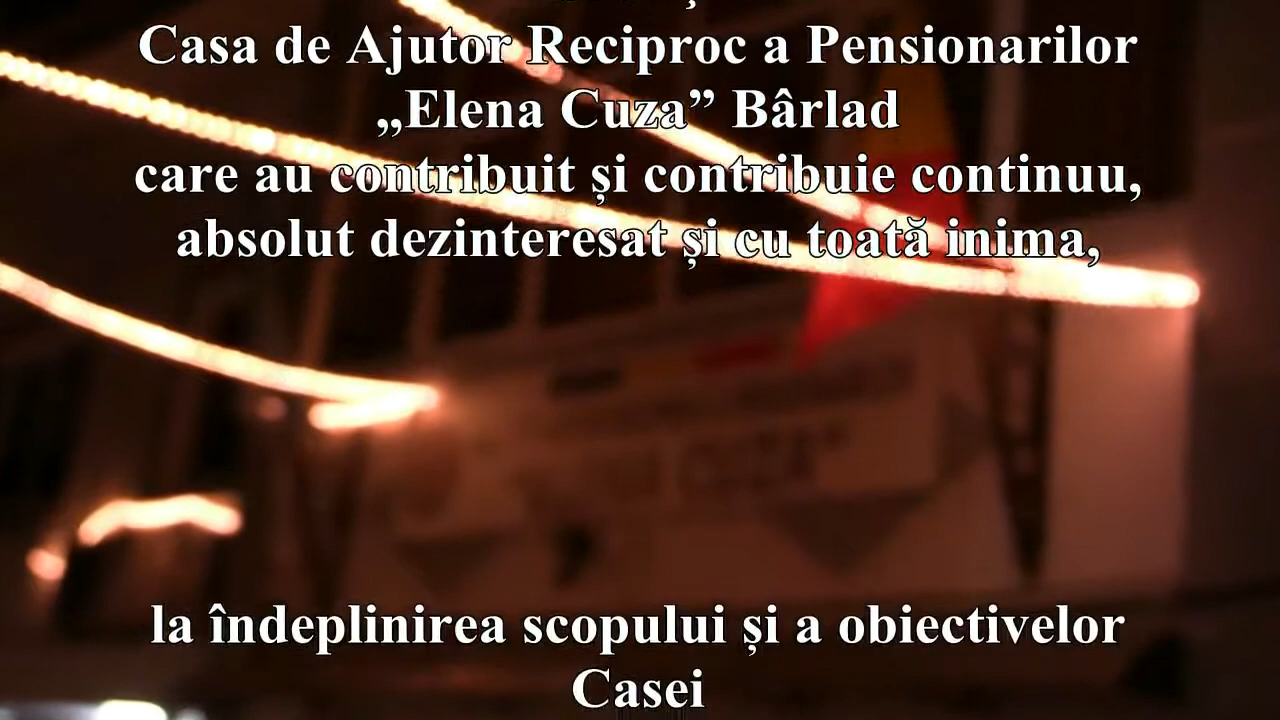 Casa de Ajutor Reciproc a Pensionarilor
„Elena Cuza” Bârlad
care au contribuit și contribuie continuu,
absolut dezinteresat și cu toată inima,
CUZA"
la îndeplinirea scopului și a obiectivelor
Casei